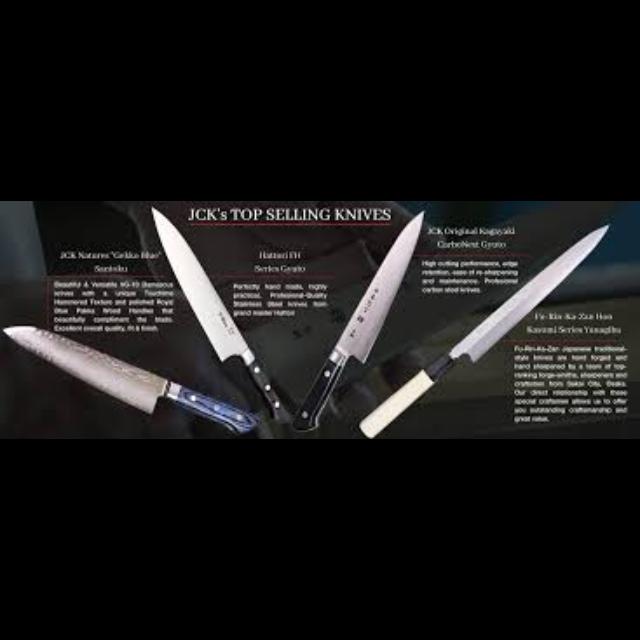 JCK's TOP SELLING KNIVES
JCK Natures "Gekko Blue"
Santoku
Beautiful & Versatile VG-10 Damascus
knives with a unique Tsuchime
Hammered Texture and polished Royal
Blue Pakka Wood Handles that
beautifully compliment the blade.
Excellent overall quality, fit & finish.
Hattori FH
Series Gyuto
Perfectly hand made, highly
practical, Professional-Quality
Stainless Steel knives from
grand master Hattori
JCK Original Kagayaki
CarboNext Gyuto
High cutting performance, edge
retention, ease of re-sharpening
and maintenance. Professional
carbon steel knives.
Fu-Rin-Ka-Zan Hon
Kasumi Series Yanagiba
Fu-Rin-Ka-Zan Japanese traditional-
style knives are hand forged and
hand sharpened by a team of top-
ranking forge-smiths, sharpeners and
craftsmen from Sakai City, Osaka.
Our direct relationship with these
special craftsmen allows us to offer
you outstanding craftsmanship and
great value.